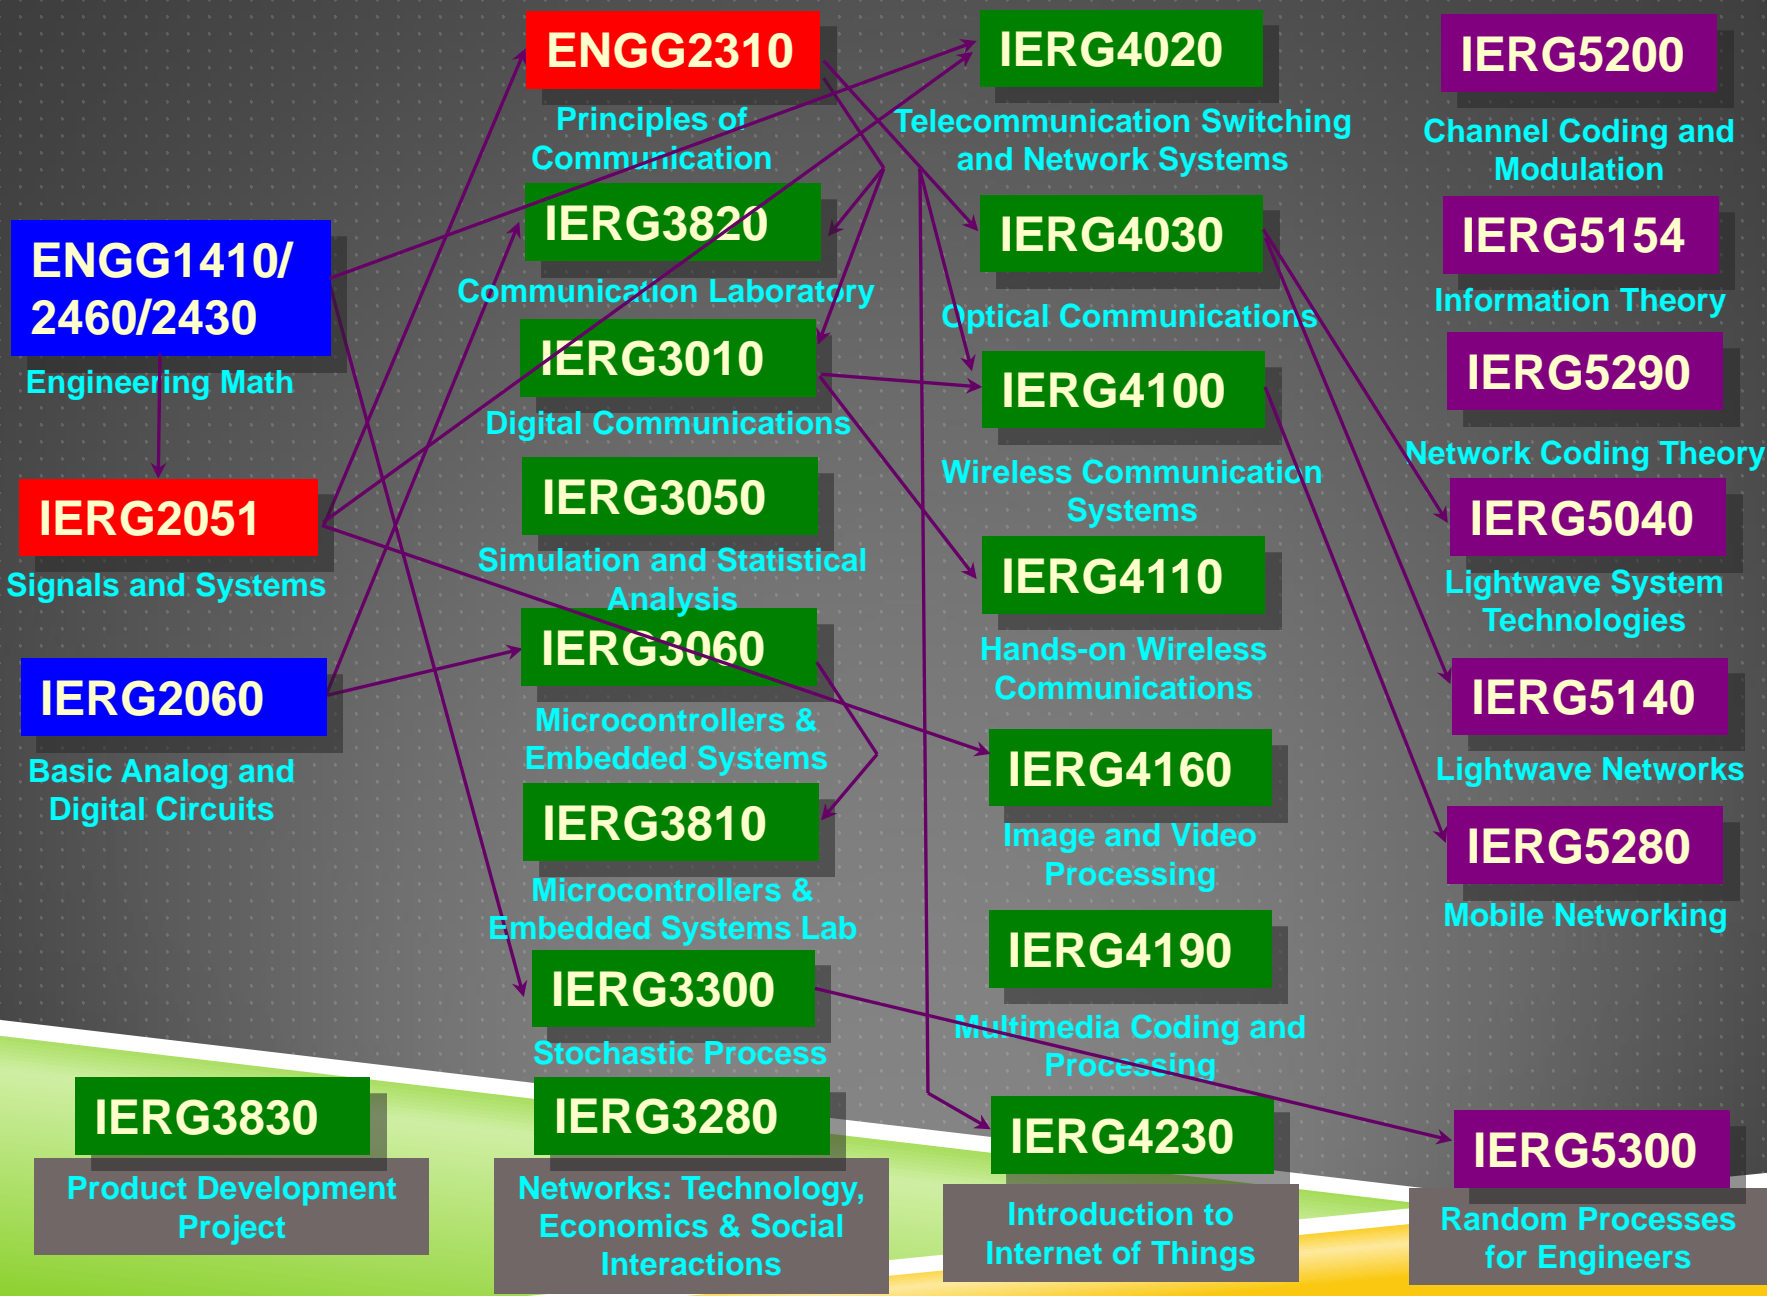 ENGG1410/
2460/2430
Engineering Math
IERG2051
Signals and Systems
IERG2060
Basic Analog and
Digital Circuits
IERG3830
Product Development
Project
ENGG2310
Principles of
Communication
IERG3820
Communication Laboratory
IERG3010
Digital Communications
IERG3050
Simulation and Statistical
Analysis
IERG3060
Microcontrollers &
Embedded Systems
IERG3810
Microcontrollers &
Embedded Systems Lab
IERG3300
Stochastic Process
IERG3280
Networks: Technology,
Economics & Social
Interactions
IERG4020
Telecommunication Switching
and Network Systems
IERG4030
Optical Communications
IERG4100
Wireless Communication
Systems
IERG4110
Hands-on Wireless
Communications
IERG4160
Image and Video
Processing
IERG4190
Multimedia Coding and
Processing
IERG4230
Introduction to
Internet of Things
IERG5200
Channel Coding and
Modulation
IERG5154
Information Theory
IERG5290
Network Coding Theory
IERG5040
Lightwave System
Technologies
IERG5140
Lightwave Networks
IERG5280
Mobile Networking
IERG5300
Random Processes
for Engineers